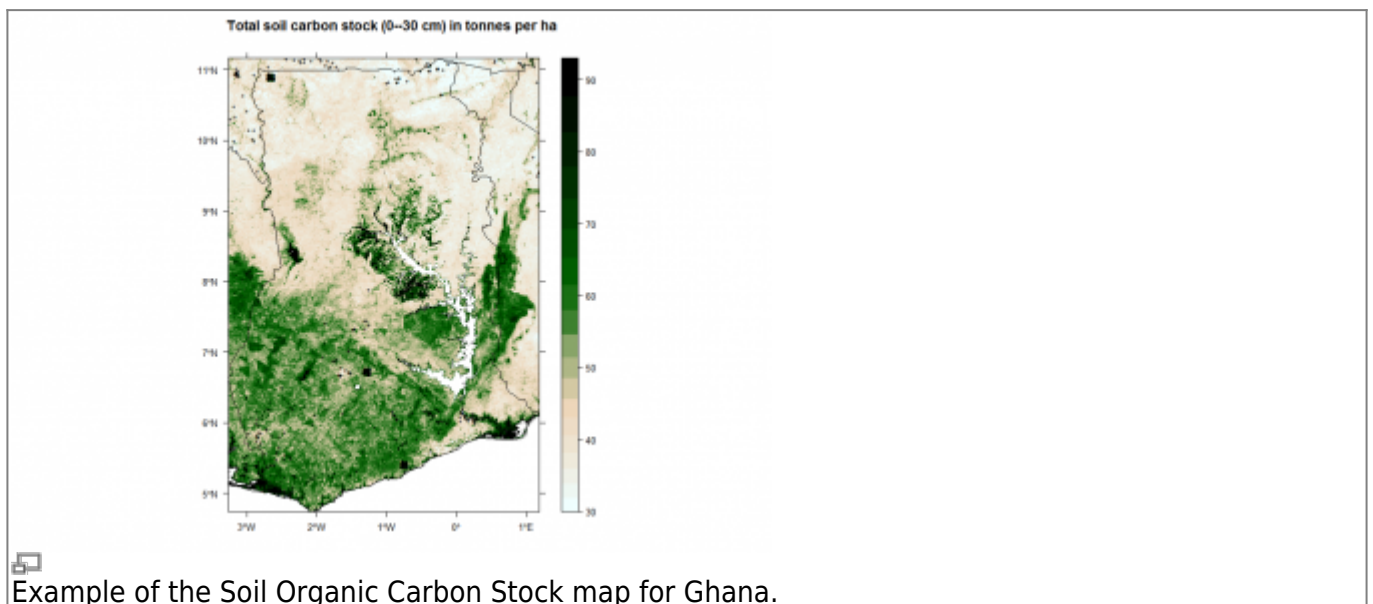 Total soil carbon stock (0--30 cm) in tonnes per ha
11°N
10°N
9°N
8°N
7°N
6°N
5°N
3°W 2°W 1°W 0° 1°E
90
80
70
60
50
40
30
Example of the Soil Organic Carbon Stock map for Ghana.